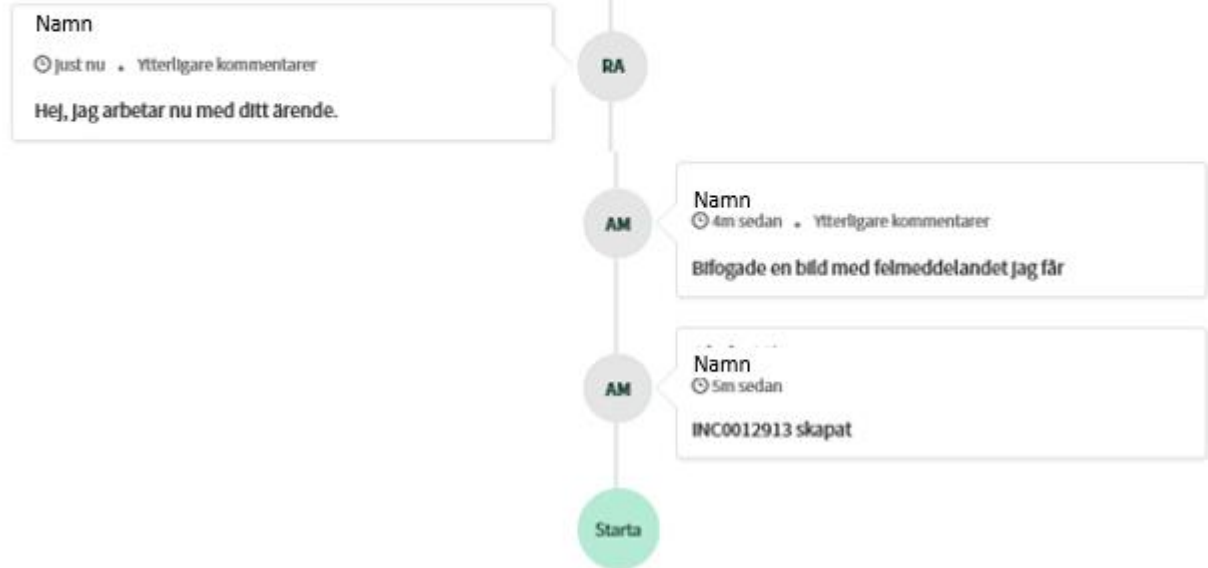 Namn
just nu • Ytterligare kommentarer
Hej, jag arbetar nu med ditt ärende.
RA
AM
Namn
4m sedan • Ytterligare kommentarer
Bifogade en bild med felmeddelandet jag får
AM
Namn
5m sedan
INC0012913 skapat
Starta